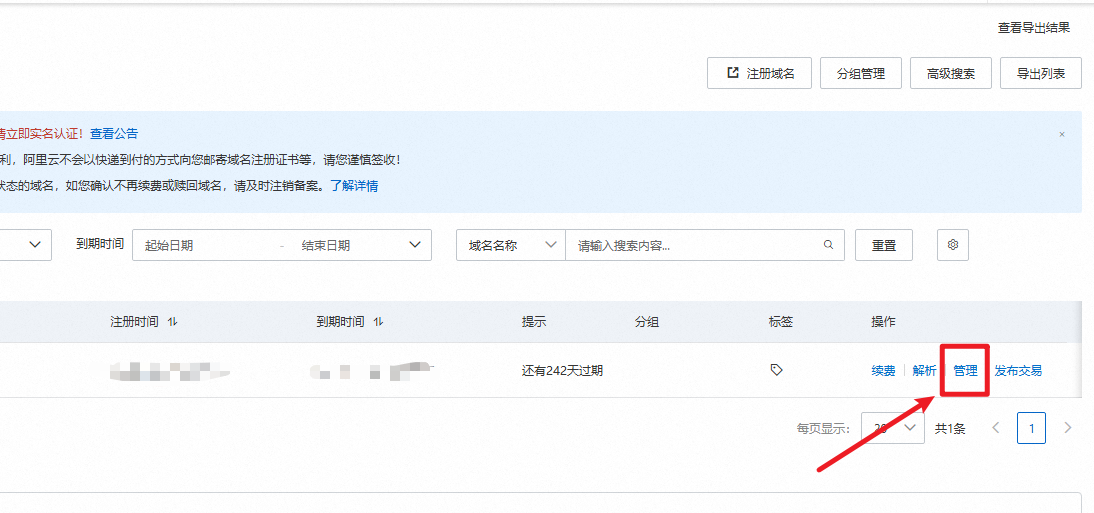 查看导出结果
注册域名 分组管理 高级搜索 导出列表
请立即实名认证！查看公告
利，阿里云不会以快递到付的方式向您邮寄域名注册证书等，请您谨慎签收！
状态的域名，如您确认不再续费或赎回域名，请及时注销备案。了解详情
到期时间 起始日期 - 结束日期 域名名称 请输入搜索内容... 重置
注册时间 到期时间 提示 分组 标签 操作
还有242天过期 续费 解析 管理 发布交易
每页显示： 20 共1条 1